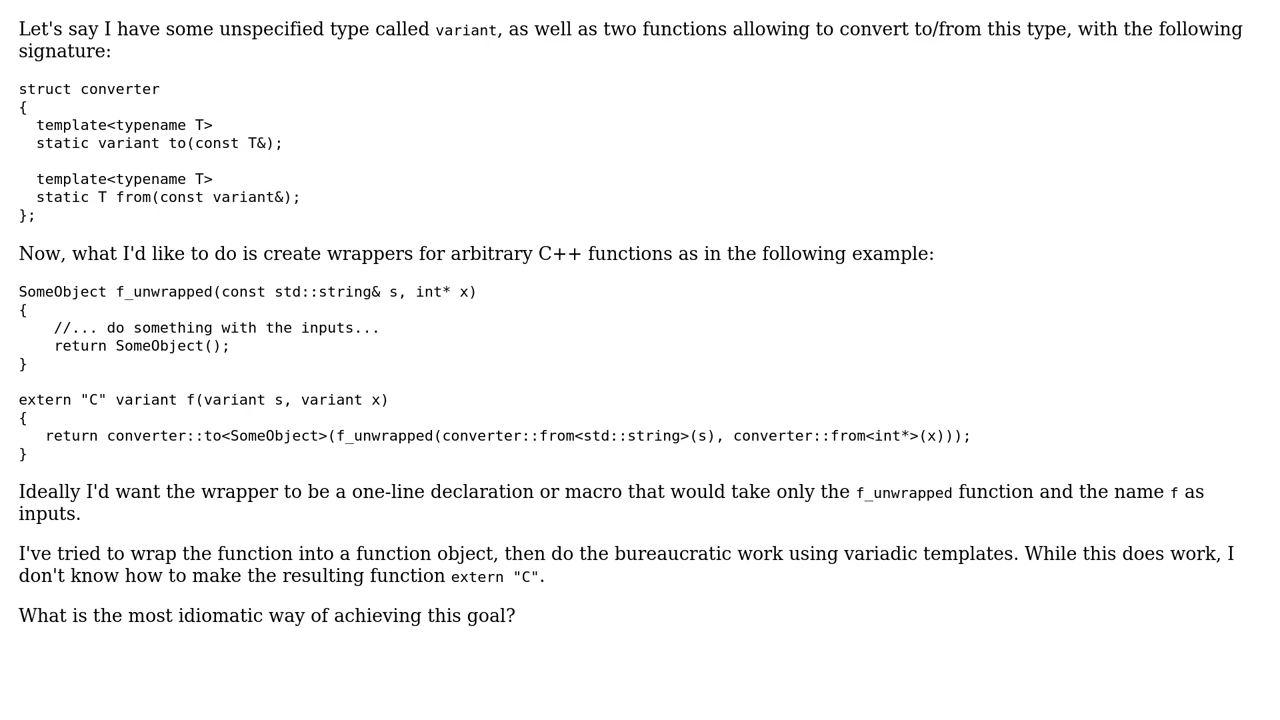 Let's say I have some unspecified type called variant, as well as two functions allowing to convert to/from this type, with the following
signature:
struct converter
{
  template<typename T>
  static variant to(const T&);
  template<typename T>
  static T from(const variant&);
};
Now, what I'd like to do is create wrappers for arbitrary C++ functions as in the following example:
SomeObject f_unwrapped(const std::string& s, int* x)
{
    //... do something with the inputs...
    return SomeObject();
}
extern "C" variant f(variant s, variant x)
{
   return converter::to<SomeObject>(f_unwrapped(converter::from<std::string>(s), converter::from<int*>(x)));
}
Ideally I'd want the wrapper to be a one-line declaration or macro that would take only the f_unwrapped function and the name f as
inputs.
I've tried to wrap the function into a function object, then do the bureaucratic work using variadic templates. While this does work, I
don't know how to make the resulting function extern "C".
What is the most idiomatic way of achieving this goal?